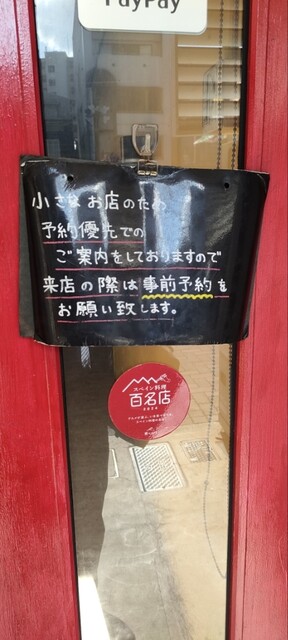 PayPay
小さなお店のため
予約優先での
ご案内をしておりますので
来店の際は事前予約を
お願い致します。
スペイン料理
百名店